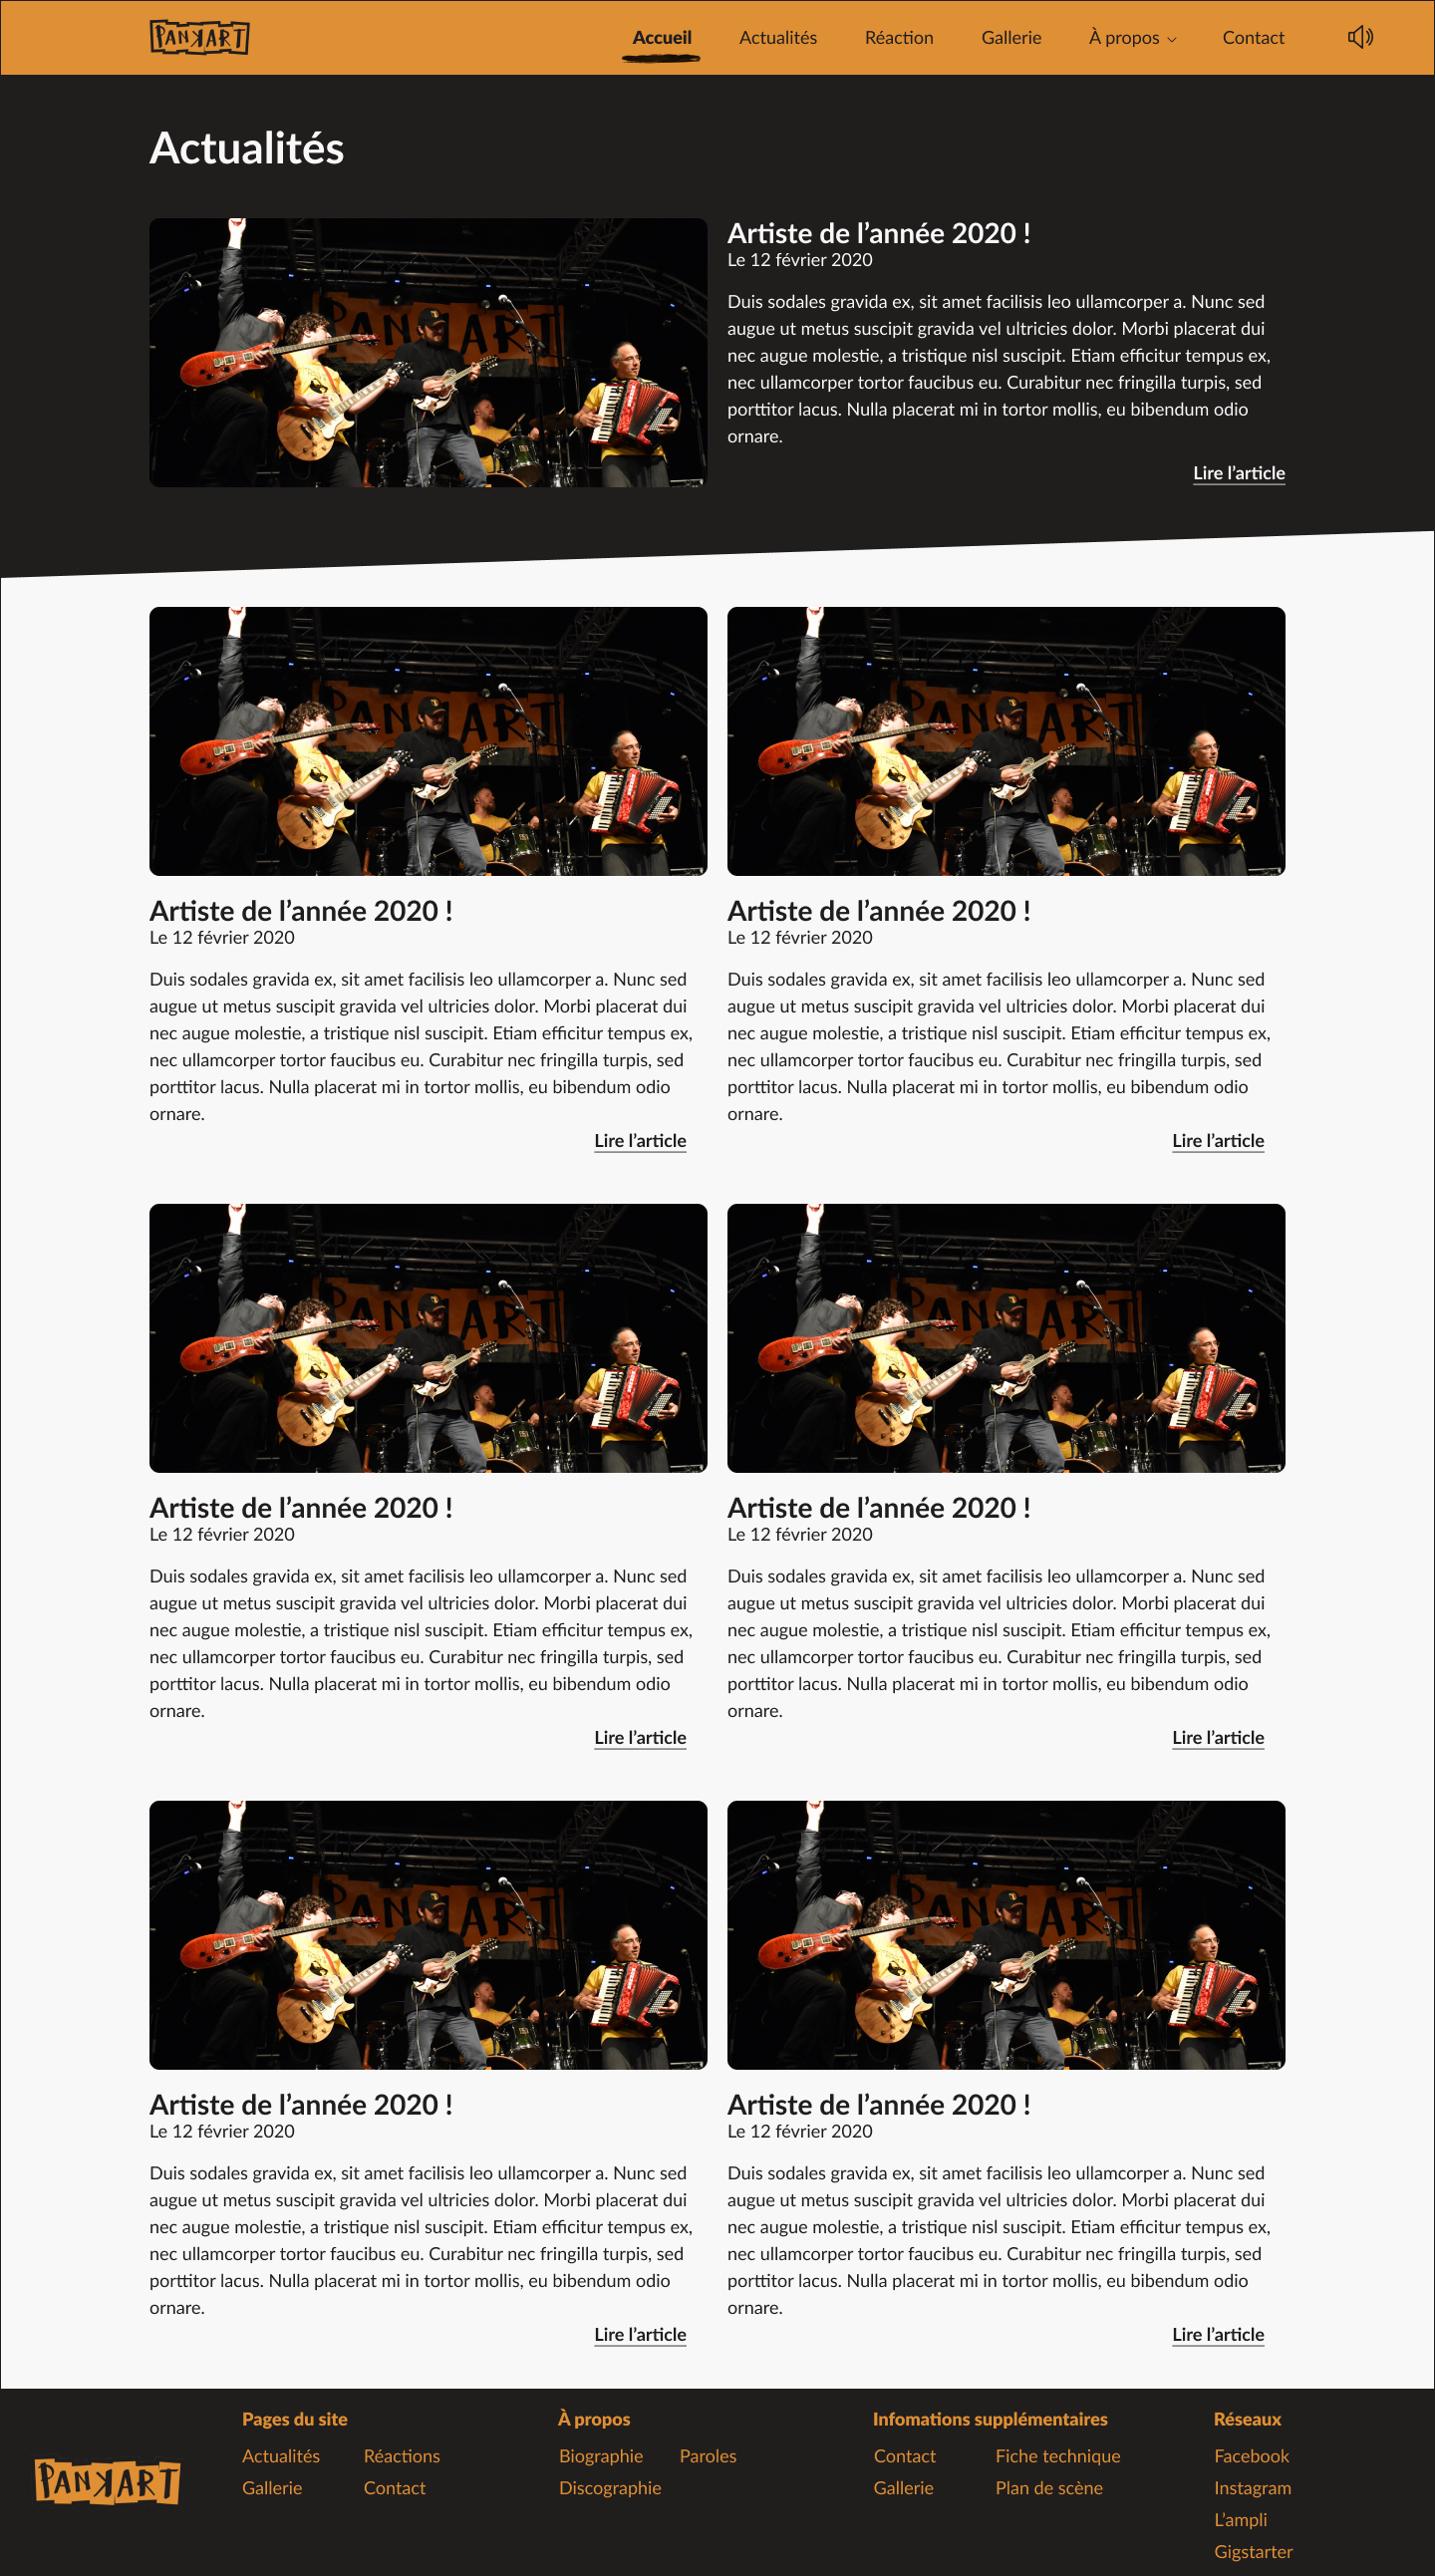 PANKART
Accueil Actualités Réaction Gallerie À propos Contact
Actualités
PANKART
Artiste de l’année 2020 !
Le 12 février 2020
Duis sodales gravida ex, sit amet facilisis leo ullamcorper a. Nunc sed
augue ut metus suscipit gravida vel ultricies dolor. Morbi placerat dui
nec augue molestie, a tristique nisl suscipit. Etiam efficitur tempus ex,
nec ullamcorper tortor faucibus eu. Curabitur nec fringilla turpis, sed
porttitor lacus. Nulla placerat mi in tortor mollis, eu bibendum odio
ornare.
Lire l’article
PANKART
Artiste de l’année 2020 !
Le 12 février 2020
Duis sodales gravida ex, sit amet facilisis leo ullamcorper a. Nunc sed
augue ut metus suscipit gravida vel ultricies dolor. Morbi placerat dui
nec augue molestie, a tristique nisl suscipit. Etiam efficitur tempus ex,
nec ullamcorper tortor faucibus eu. Curabitur nec fringilla turpis, sed
porttitor lacus. Nulla placerat mi in tortor mollis, eu bibendum odio
ornare.
Lire l’article
PANKART
Artiste de l’année 2020 !
Le 12 février 2020
Duis sodales gravida ex, sit amet facilisis leo ullamcorper a. Nunc sed
augue ut metus suscipit gravida vel ultricies dolor. Morbi placerat dui
nec augue molestie, a tristique nisl suscipit. Etiam efficitur tempus ex,
nec ullamcorper tortor faucibus eu. Curabitur nec fringilla turpis, sed
porttitor lacus. Nulla placerat mi in tortor mollis, eu bibendum odio
ornare.
Lire l’article
PANKART
Artiste de l’année 2020 !
Le 12 février 2020
Duis sodales gravida ex, sit amet facilisis leo ullamcorper a. Nunc sed
augue ut metus suscipit gravida vel ultricies dolor. Morbi placerat dui
nec augue molestie, a tristique nisl suscipit. Etiam efficitur tempus ex,
nec ullamcorper tortor faucibus eu. Curabitur nec fringilla turpis, sed
porttitor lacus. Nulla placerat mi in tortor mollis, eu bibendum odio
ornare.
Lire l’article
PANKART
Artiste de l’année 2020 !
Le 12 février 2020
Duis sodales gravida ex, sit amet facilisis leo ullamcorper a. Nunc sed
augue ut metus suscipit gravida vel ultricies dolor. Morbi placerat dui
nec augue molestie, a tristique nisl suscipit. Etiam efficitur tempus ex,
nec ullamcorper tortor faucibus eu. Curabitur nec fringilla turpis, sed
porttitor lacus. Nulla placerat mi in tortor mollis, eu bibendum odio
ornare.
Lire l’article
PANKART
Artiste de l’année 2020 !
Le 12 février 2020
Duis sodales gravida ex, sit amet facilisis leo ullamcorper a. Nunc sed
augue ut metus suscipit gravida vel ultricies dolor. Morbi placerat dui
nec augue molestie, a tristique nisl suscipit. Etiam efficitur tempus ex,
nec ullamcorper tortor faucibus eu. Curabitur nec fringilla turpis, sed
porttitor lacus. Nulla placerat mi in tortor mollis, eu bibendum odio
ornare.
Lire l’article
PANKART
Artiste de l’année 2020 !
Le 12 février 2020
Duis sodales gravida ex, sit amet facilisis leo ullamcorper a. Nunc sed
augue ut metus suscipit gravida vel ultricies dolor. Morbi placerat dui
nec augue molestie, a tristique nisl suscipit. Etiam efficitur tempus ex,
nec ullamcorper tortor faucibus eu. Curabitur nec fringilla turpis, sed
porttitor lacus. Nulla placerat mi in tortor mollis, eu bibendum odio
ornare.
Lire l’article
PANKART
Pages du site
Actualités Réactions
Gallerie Contact
À propos
Biographie Paroles
Discographie
Infomations supplémentaires
Contact Fiche technique
Gallerie Plan de scène
Réseaux
Facebook
Instagram
L’ampli
Gigstarter